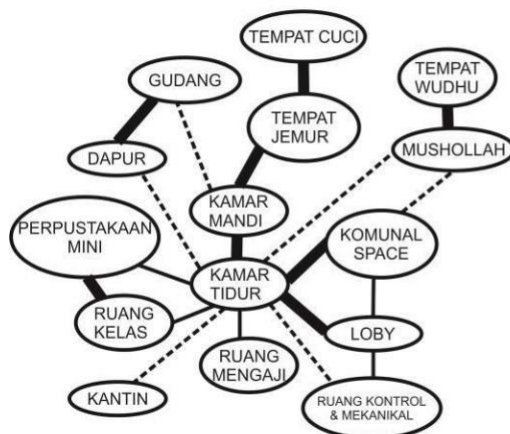 TEMPAT CUCI
GUDANG
TEMPAT
WUDHU
TEMPAT
JEMUR
DAPUR
MUSHOLLAH
KAMAR
MANDI
PERPUSTAKAAN
MINI
KOMUNAL
SPACE
KAMAR
TIDUR
RUANG
KELAS
LOBY
RUANG
MENGAJI
KANTIN
RUANG KONTROL
& MEKANIKAL